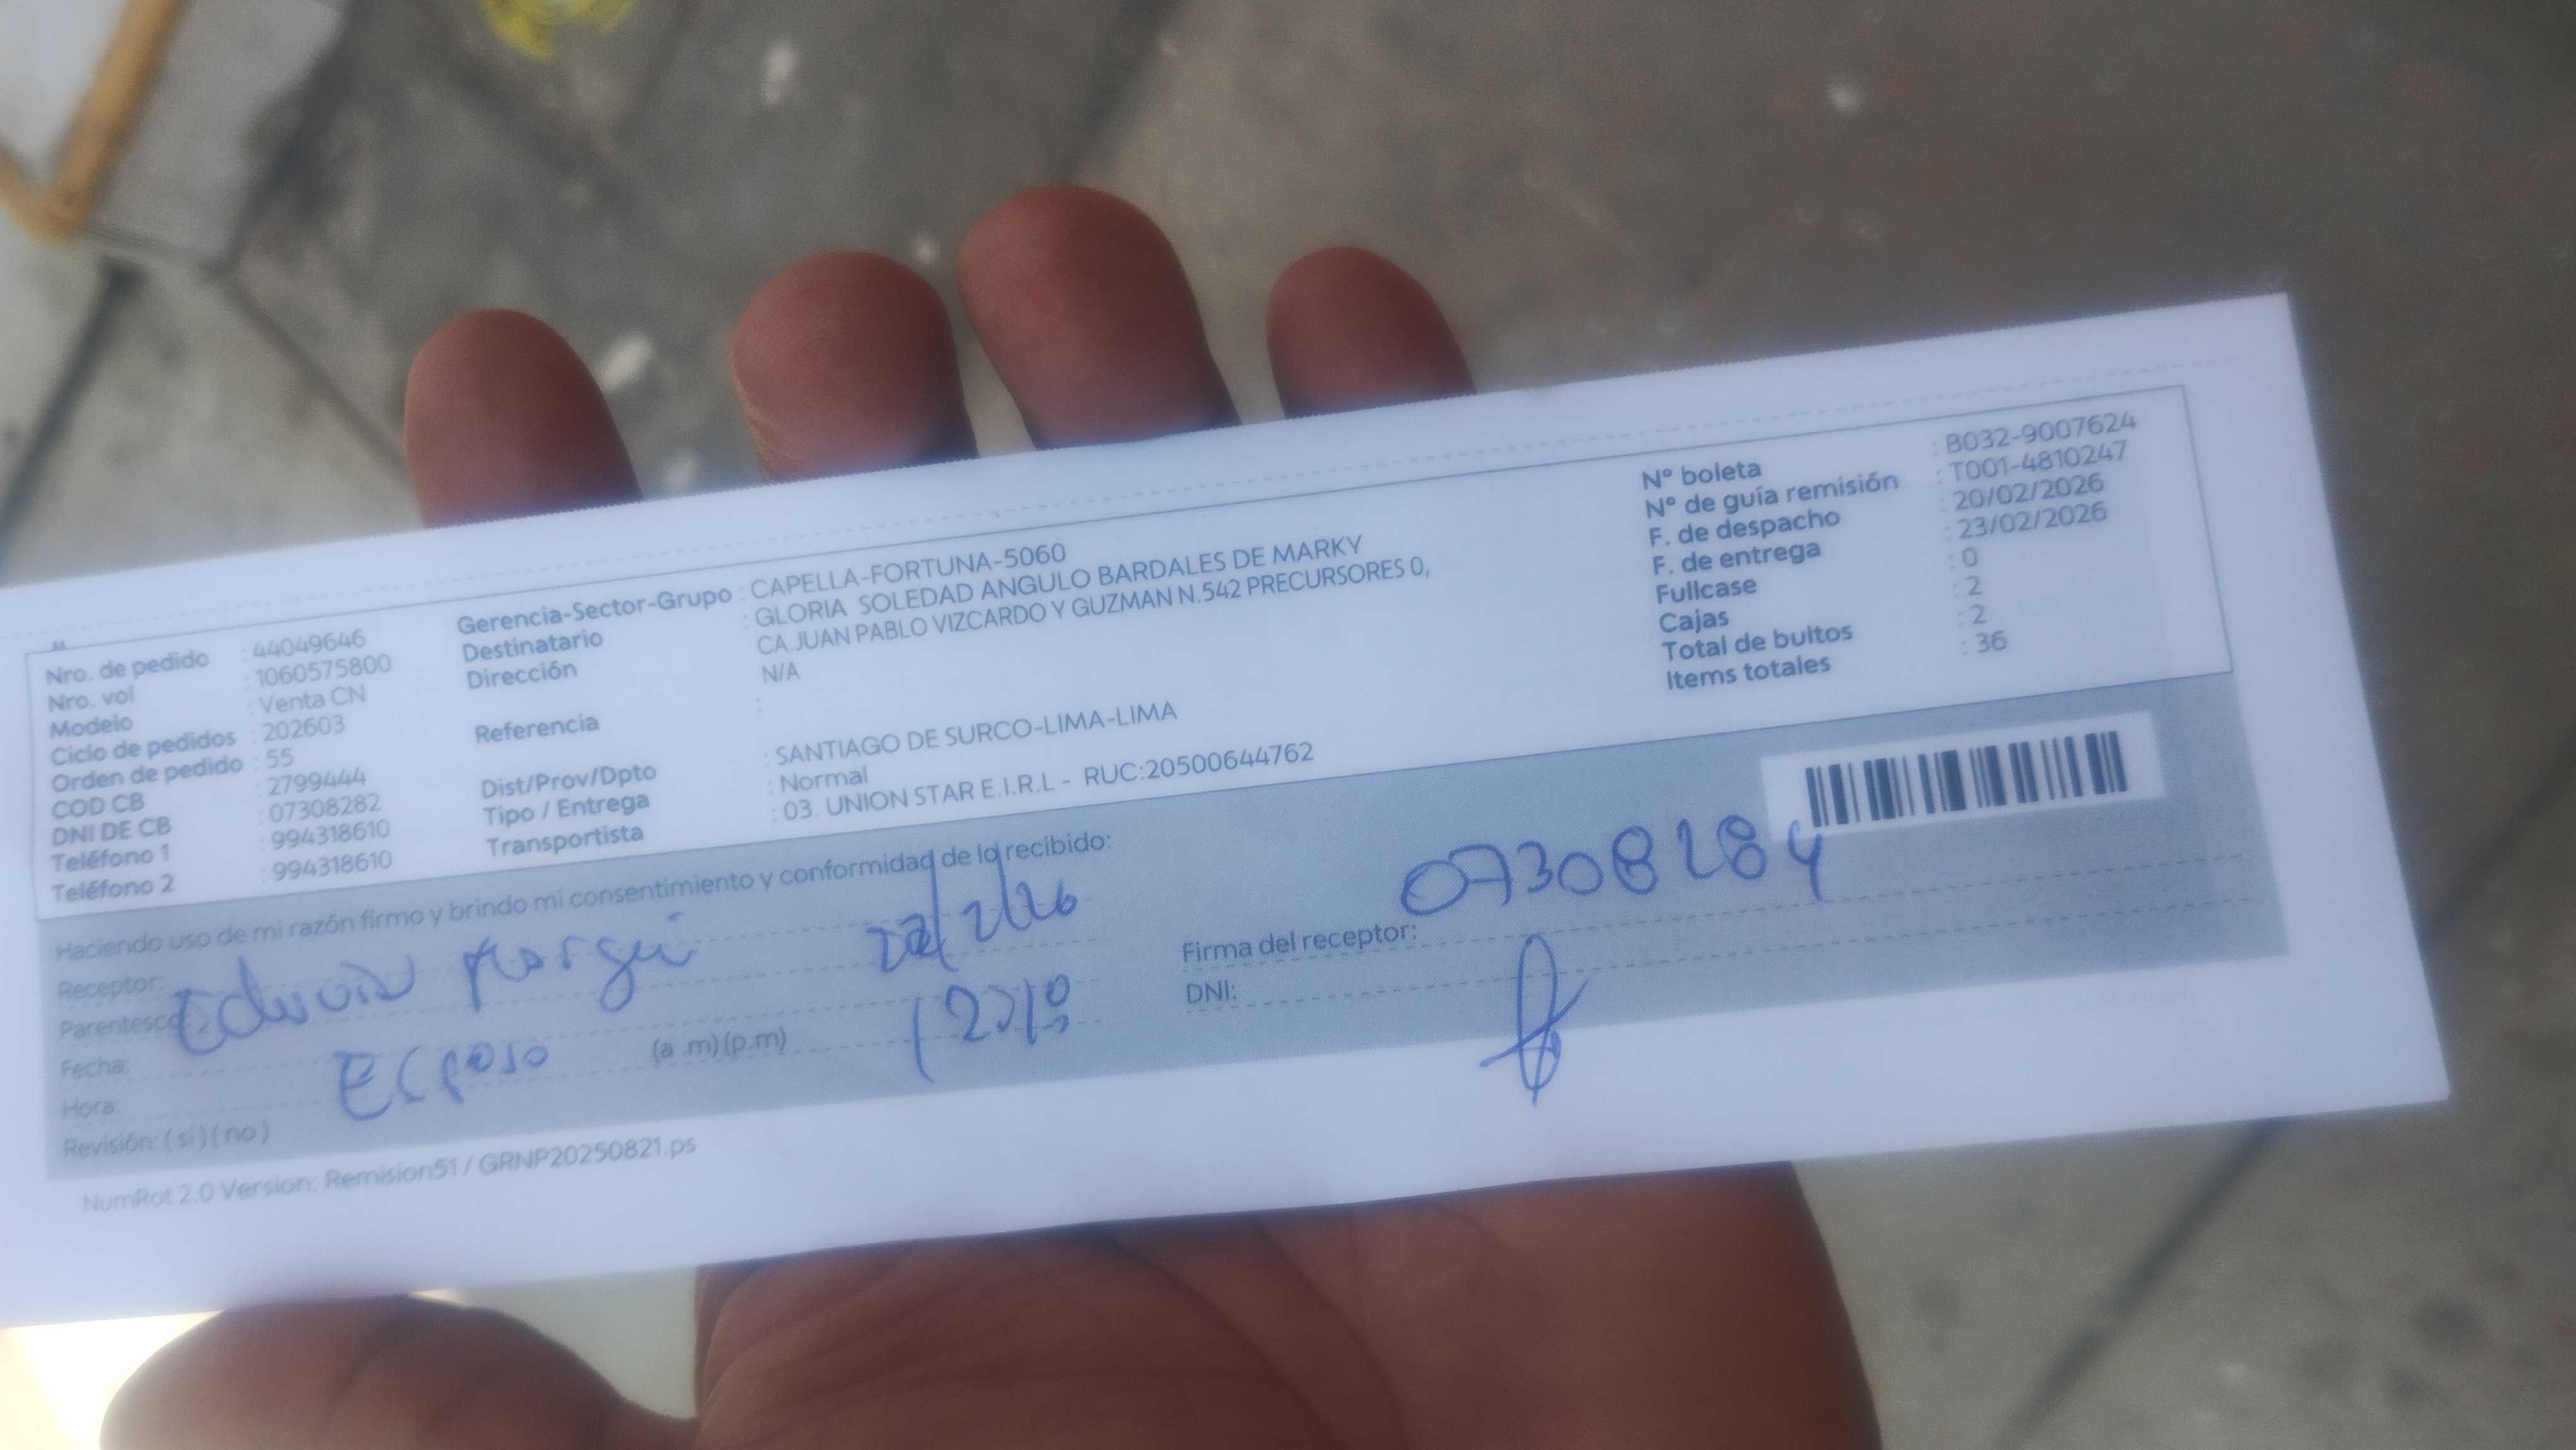 Nro. de pedido : 44049646
Nro. vol : 1060575800
Modelo : Venta CN
Ciclo de pedidos : 202603
Orden de pedido : 55
COD CB : 2799444
DNI DE CB : 07308282
Teléfono 1 : 994318610
Teléfono 2 : 994318610
Gerencia-Sector-Grupo : CAPELLA-FORTUNA-5060
Destinatario : GLORIA SOLEDAD ANGULO BARDALES DE MARKY
Dirección : CA.JUAN PABLO VIZCARDO Y GUZMAN N.542 PRECURSORES 0,
N/A
Referencia :
Dist/Prov/Dpto : SANTIAGO DE SURCO-LIMA-LIMA
Tipo / Entrega : Normal
Transportista : 03. UNION STAR E.I.R.L - RUC:20500644762
N° boleta : B032-9007624
N° de guía remisión : T001-4810247
F. de despacho : 20/02/2026
F. de entrega : 23/02/2026
Fullcase : 0
Cajas : 2
Total de bultos : 2
Items totales : 36
Haciendo uso de mi razón firmo y brindo mi consentimiento y conformidad de lo recibido:
Receptor:
Parentesco:
Fecha:
Hora: (a .m) (p.m)
Revisión: ( si ) ( no )
Esposo
Firma del receptor: 07308284
DNI:
NumRot 2.0 Version: Remision51 / GRNP20250821.ps